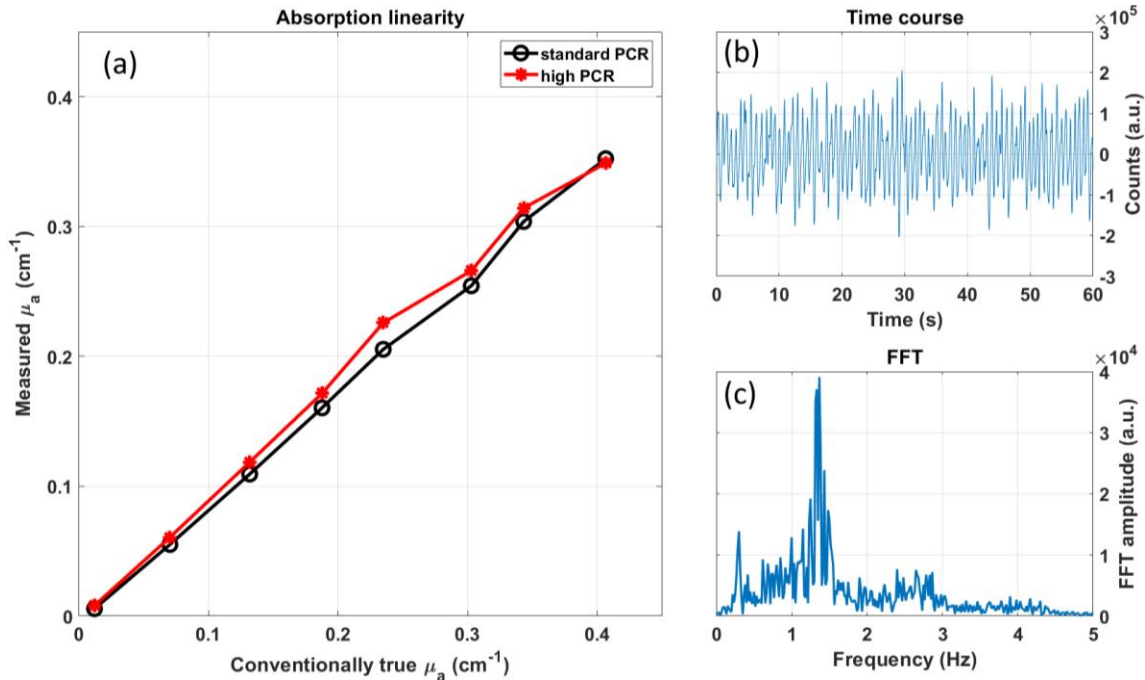 Absorption linearity
(a)
standard PCR
high PCR
0.4
0.3
0.2
0.1
0
Measured μa (cm-1)
0
0.1
0.2
0.3
0.4
Conventionally true μa (cm-1)
Time course
×10^5
(b)
3
2
1
0
-1
-2
-3
Counts (a.u.)
0
10
20
30
40
50
60
Time (s)
FFT
×10^4
(c)
4
3
2
1
0
FFT amplitude (a.u.)
0
1
2
3
4
5
Frequency (Hz)